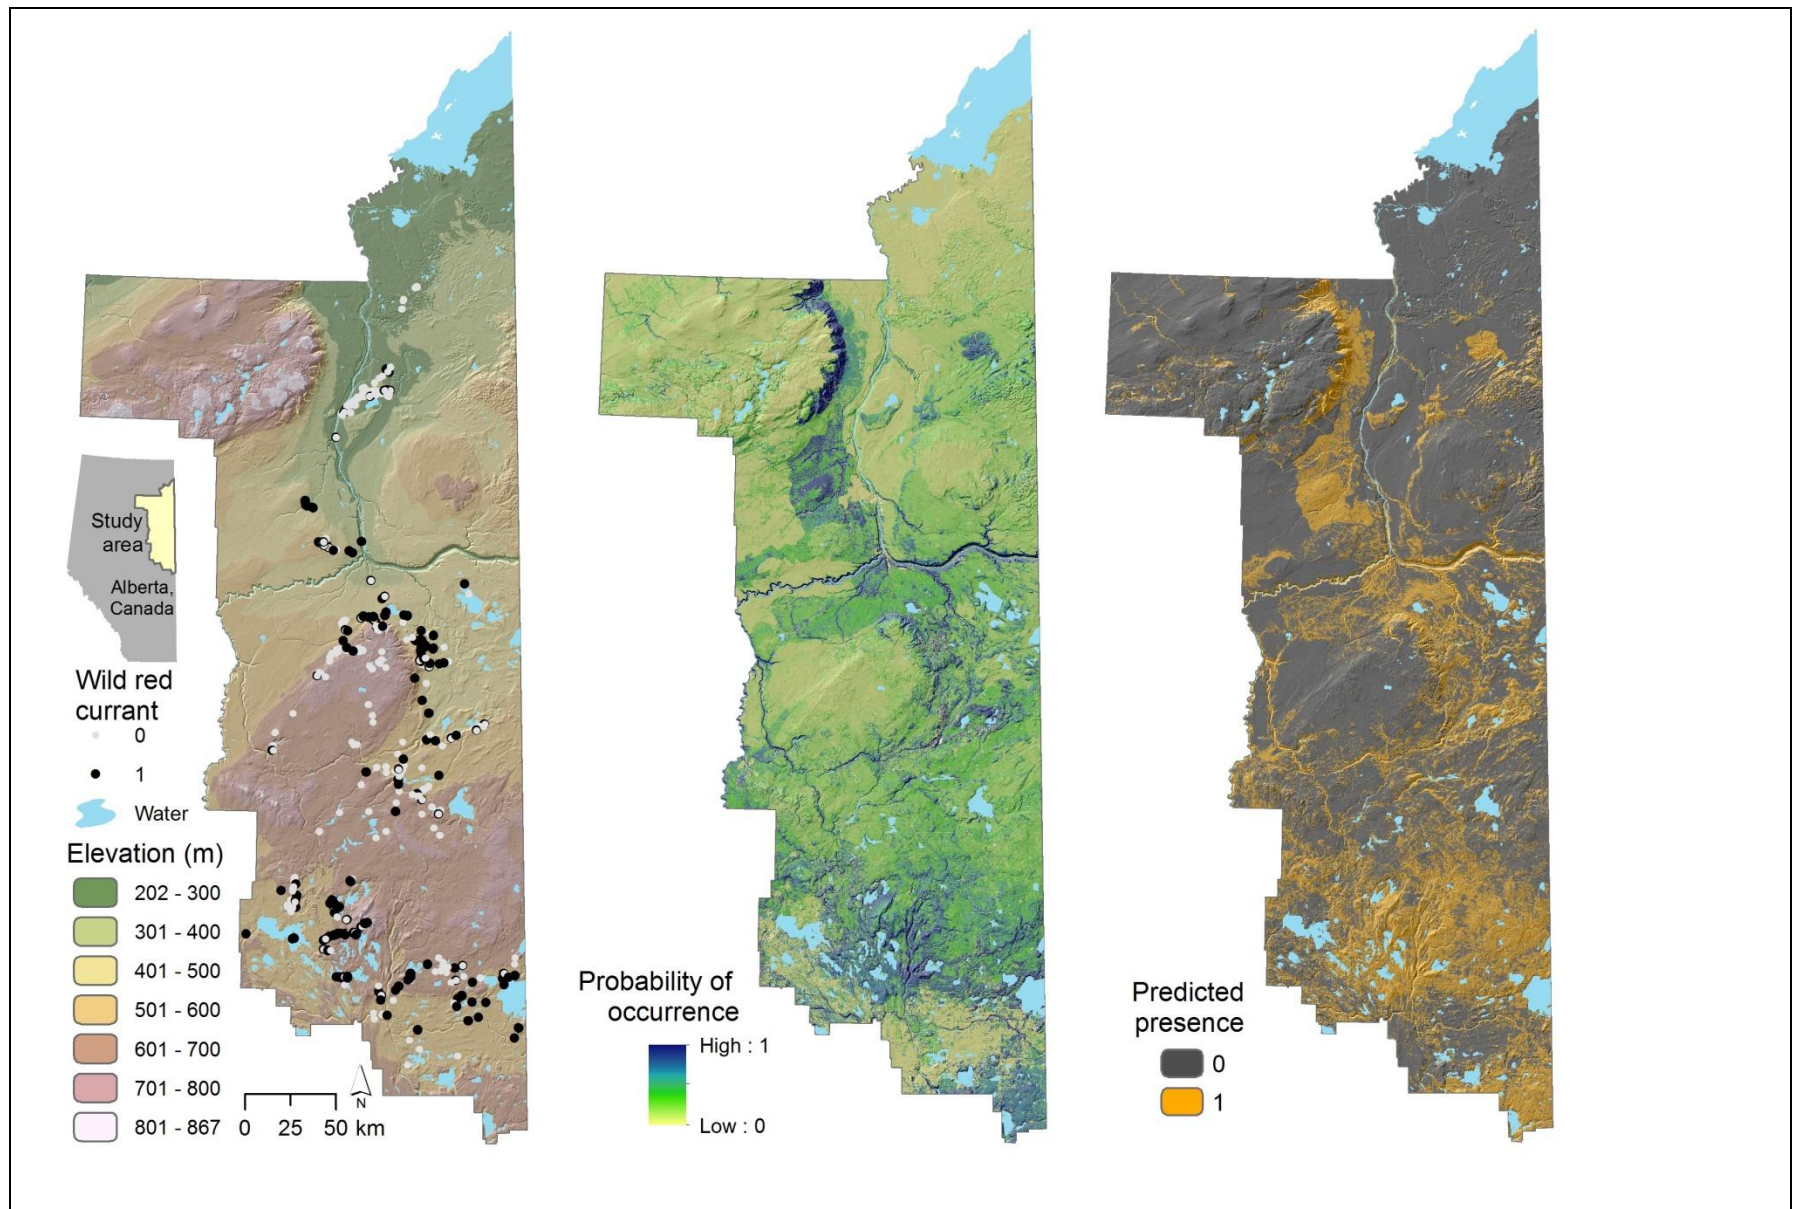 Study
area
Alberta,
Canada
Wild red
currant
0
1
Water
Elevation (m)
202 - 300
301 - 400
401 - 500
501 - 600
601 - 700
701 - 800
801 - 867
N
0 25 50 km
Probability of
occurrence
High : 1
Low : 0
Predicted
presence
0
1